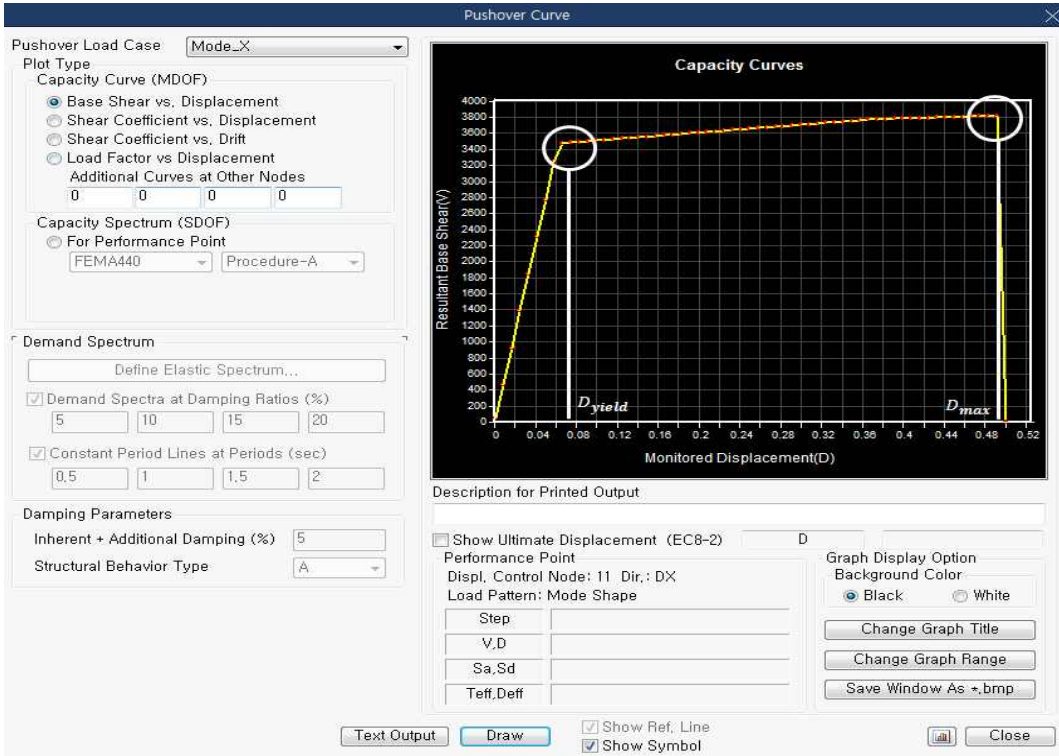 Pushover Curve
Pushover Load Case
Mode_X
Plot Type
Capacity Curve (MDOF)
Base Shear vs. Displacement
Shear Coefficient vs. Displacement
Shear Coefficient vs. Drift
Load Factor vs Displacement
Additional Curves at Other Nodes
0 0 0 0
Capacity Spectrum (SDOF)
For Performance Point
FEMA440 Procedure-A
Demand Spectrum
Define Elastic Spectrum...
Demand Spectra at Damping Ratios (%)
5 10 15 20
Constant Period Lines at Periods (sec)
0.5 1 1.5 2
Damping Parameters
Inherent + Additional Damping (%) 5
Structural Behavior Type A
Capacity Curves
Resultant Base Shear(V)
4000
3800
3600
3400
3200
3000
2800
2600
2400
2200
2000
1800
1600
1400
1200
1000
800
600
400
200
0
D yield
D max
0 0.04 0.08 0.12 0.16 0.2 0.24 0.28 0.32 0.36 0.4 0.44 0.48 0.52
Monitored Displacement(D)
Description for Printed Output
Show Ultimate Displacement (EC8-2) D
Performance Point
Displ. Control Node: 11 Dir.: DX
Load Pattern: Mode Shape
Step
V,D
Sa,Sd
Teff,Deff
Graph Display Option
Background Color
Black White
Change Graph Title
Change Graph Range
Save Window As *.bmp
Text Output
Draw
Show Ref. Line
Show Symbol
Close